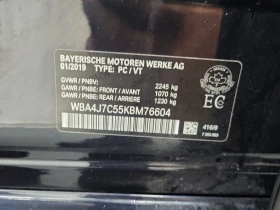 BAYERISCHE MOTOREN WERKE AG
01/2019 TYPE: PC / VT
GVWR / PNBV: 2245 kg
GAWR / PNBE: FRONT / AVANT 1070 kg
GAWR / PNBE: REAR / ARRIERE 1230 kg
WBA4J7C55KBM76604
EC
416/9